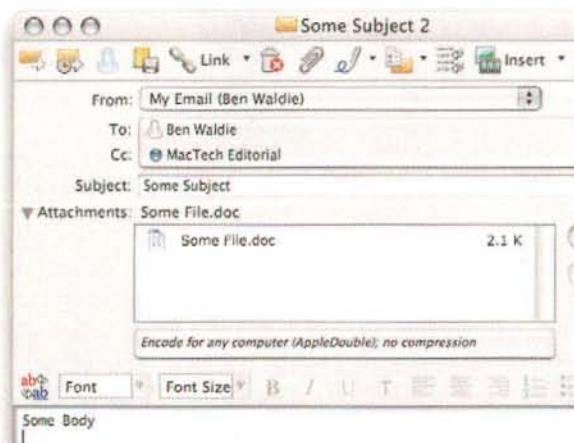 Some Subject 2
Link Insert
From: My Email (Ben Waldie)
To: Ben Waldie
Cc: MacTech Editorial
Subject: Some Subject
Attachments: Some File.doc
Some File.doc 2.1 K
Encode for any computer (AppleDouble); no compression
abc ab Font Font Size B I U T
Some Body